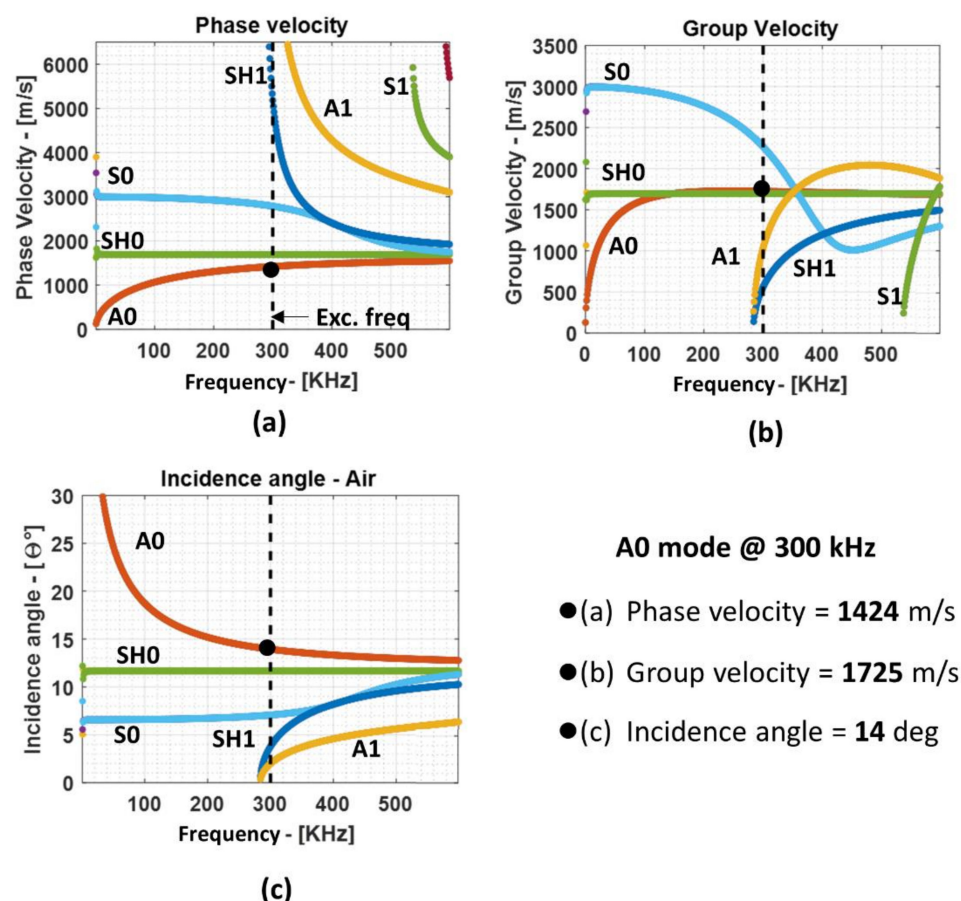 Phase velocity
Phase Velocity - [m/s]
6000
5000
4000
3000
2000
1000
0
SH1
A1
S1
S0
SH0
A0
Exc. freq
100 200 300 400 500
Frequency - [KHz]
(a)
Group Velocity
Group Velocity - [m/s]
3500
3000
2500
2000
1500
1000
500
0
S0
SH0
A0
A1
SH1
S1
0 100 200 300 400 500
Frequency - [KHz]
(b)
Incidence angle - Air
Incidence angle - [Θ°]
30
25
20
15
10
5
0
A0
SH0
S0
SH1
A1
100 200 300 400 500
Frequency - [KHz]
(c)
A0 mode @ 300 kHz
●(a) Phase velocity = 1424 m/s
●(b) Group velocity = 1725 m/s
●(c) Incidence angle = 14 deg